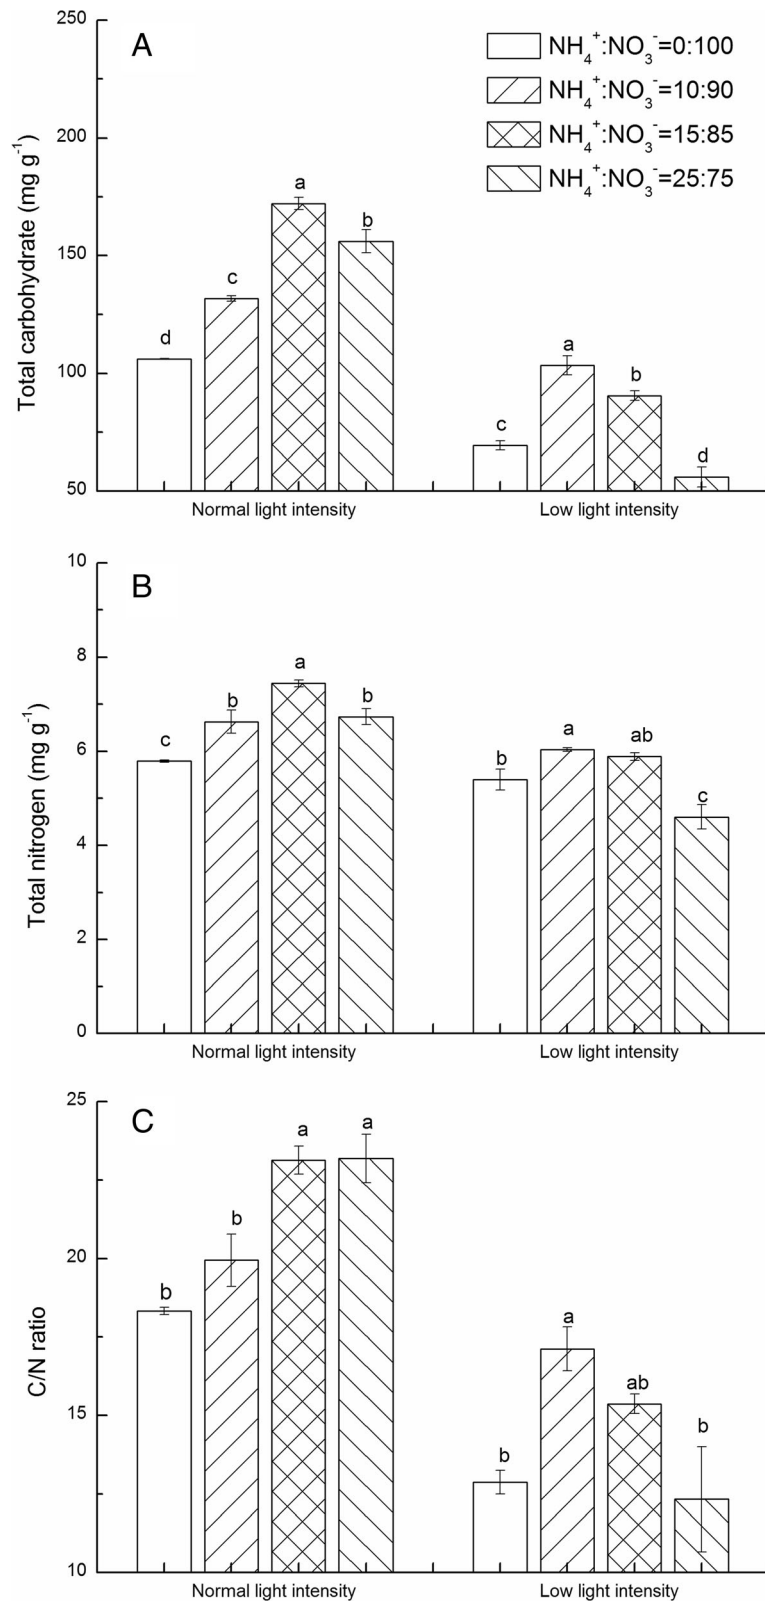 A
NH₄⁺:NO₃⁻=0:100
NH₄⁺:NO₃⁻=10:90
NH₄⁺:NO₃⁻=15:85
NH₄⁺:NO₃⁻=25:75
Total carbohydrate (mg g⁻¹)
250
200
150
100
50
d
c
a
b
c
a
b
d
Normal light intensity
Low light intensity
B
Total nitrogen (mg g⁻¹)
10
8
6
4
2
0
c
b
a
b
b
a
ab
c
Normal light intensity
Low light intensity
C
C/N ratio
25
20
15
10
b
b
a
a
b
a
ab
b
Normal light intensity
Low light intensity